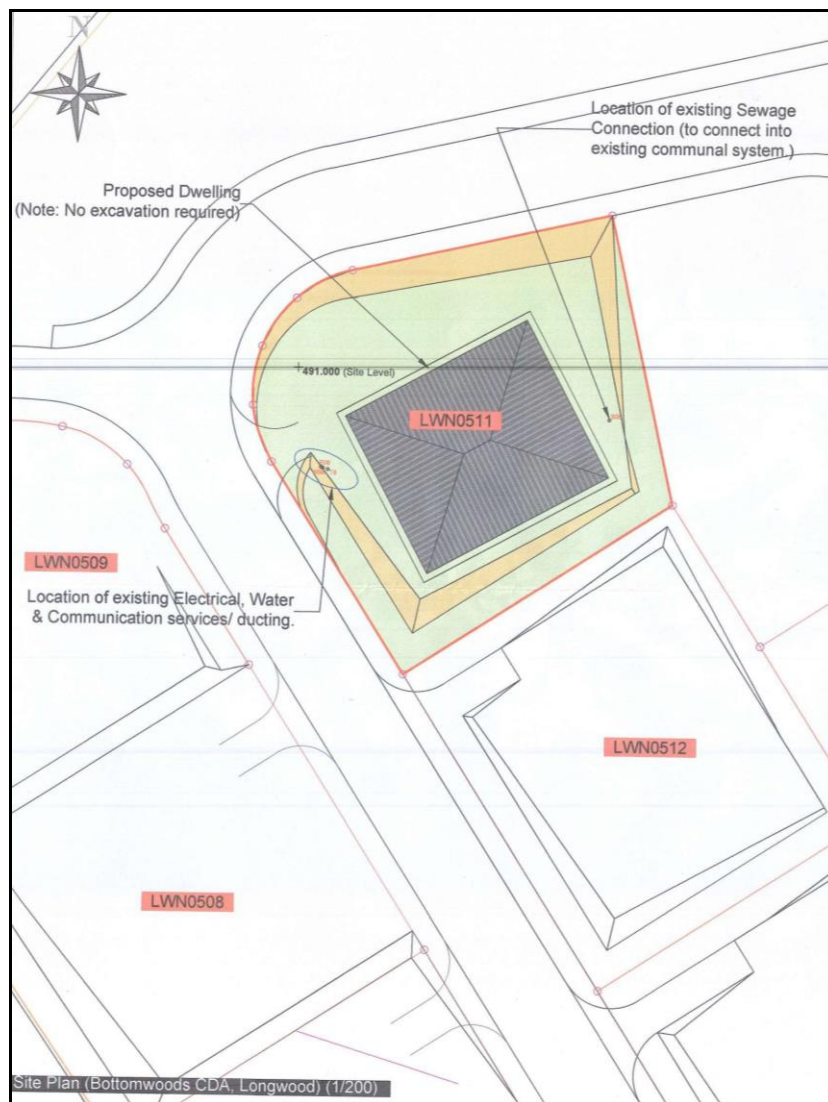 N
Location of existing Sewage
Connection (to connect into
existing communal system.)
Proposed Dwelling
(Note: No excavation required)
491.000 (Site Level)
LWN0511
LWN0509
Location of existing Electrical, Water
& Communication services/ ducting.
LWN0512
LWN0508
Site Plan (Bottomwoods CDA, Longwood) (1/200)